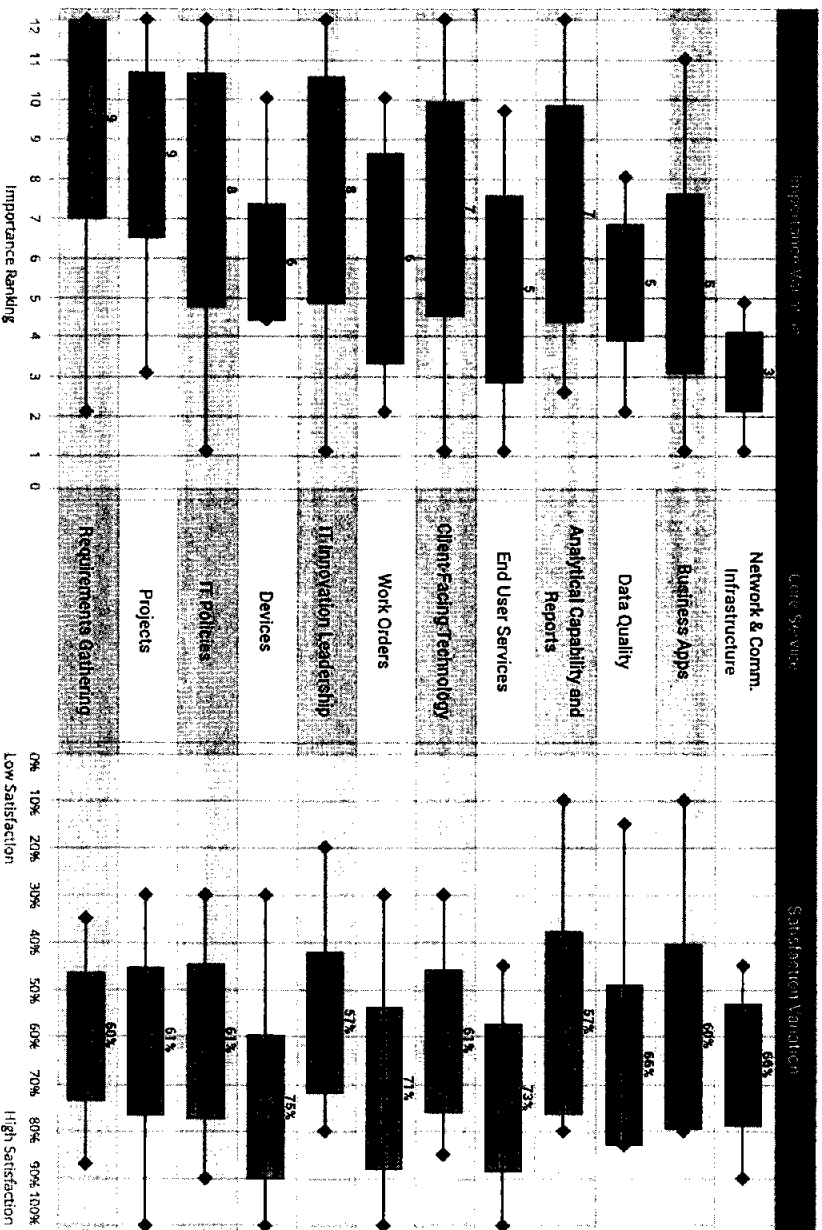 Importance Variation
Core Service
Satisfaction Variation
3
Network & Comm.
Infrastructure
66%
5
Business Apps
60%
5
Data Quality
66%
7
Analytical Capability and
Reports
57%
5
End User Services
73%
7
Client-Facing Technology
61%
6
Work Orders
71%
8
IT Innovation Leadership
57%
6
Devices
75%
8
IT Policies
61%
9
Projects
61%
9
Requirements Gathering
60%
12 11 10 9 8 7 6 5 4 3 2 1 0
0% 10% 20% 30% 40% 50% 60% 70% 80% 90% 100%
Importance Ranking
Low Satisfaction
High Satisfaction